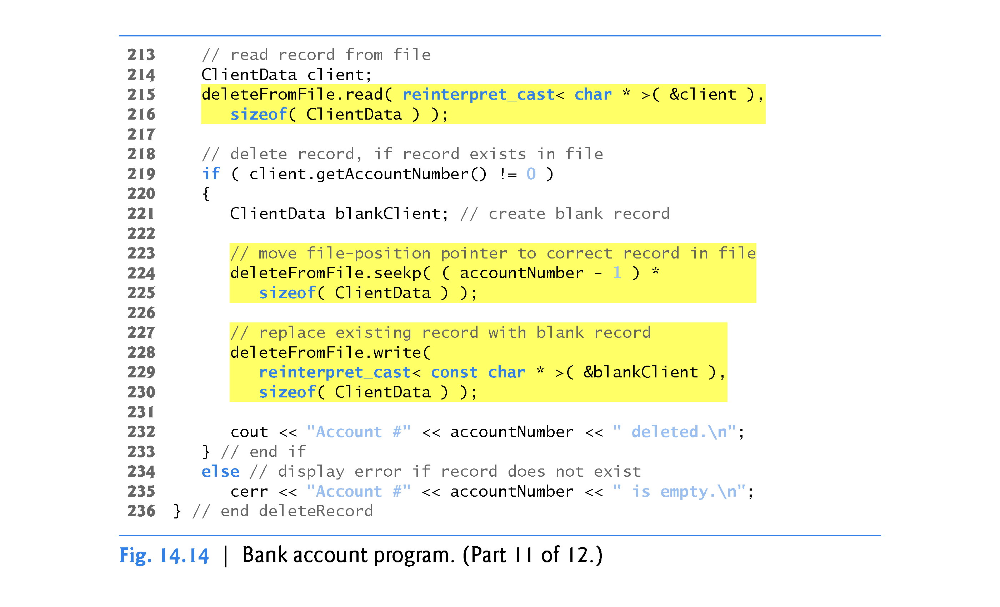 213 // read record from file
214 ClientData client;
215 deleteFromFile.read( reinterpret_cast< char * >( &client ),
216 sizeof( ClientData ) );
217
218 // delete record, if record exists in file
219 if ( client.getAccountNumber() != 0 )
220 {
221 ClientData blankClient; // create blank record
222
223 // move file-position pointer to correct record in file
224 deleteFromFile.seekp( ( accountNumber - 1 ) *
225 sizeof( ClientData ) );
226
227 // replace existing record with blank record
228 deleteFromFile.write(
229 reinterpret_cast< const char * >( &blankClient ),
230 sizeof( ClientData ) );
231
232 cout << "Account #" << accountNumber << " deleted.\n";
233 } // end if
234 else // display error if record does not exist
235 cerr << "Account #" << accountNumber << " is empty.\n";
236 } // end deleteRecord
Fig. 14.14 | Bank account program. (Part 11 of 12.)